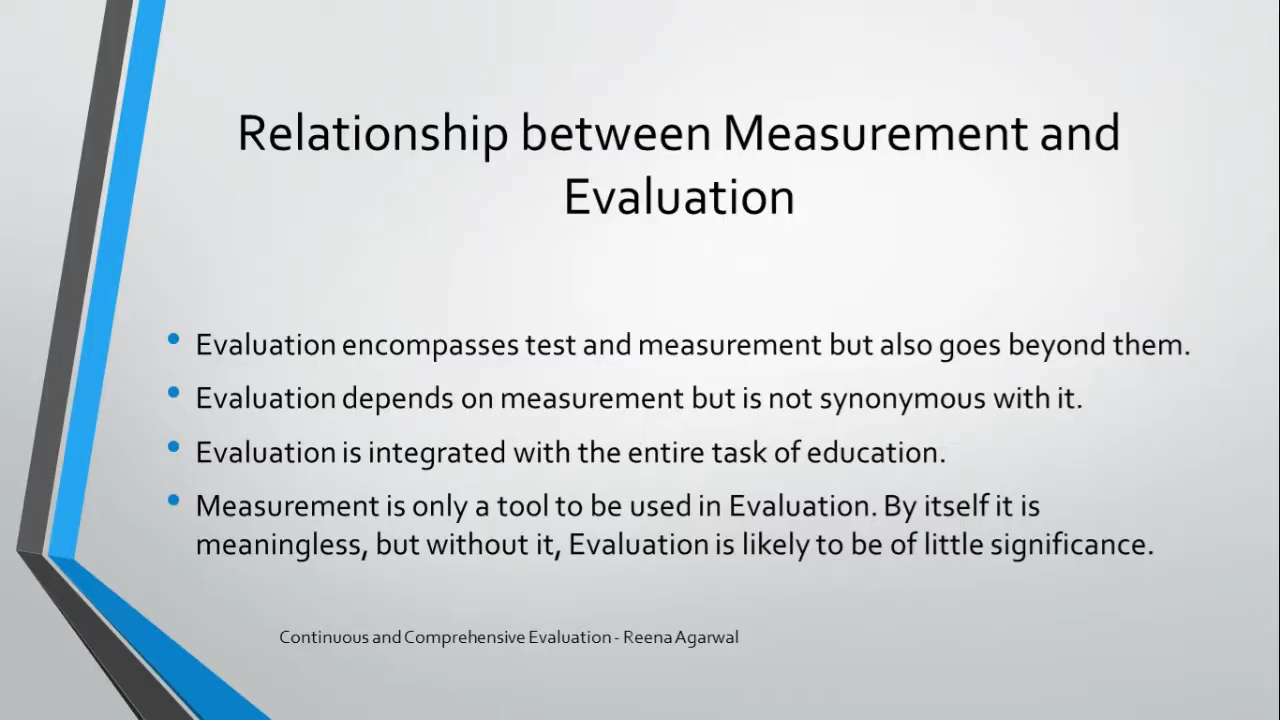 Relationship between Measurement and
Evaluation
• Evaluation encompasses test and measurement but also goes beyond them.
• Evaluation depends on measurement but is not synonymous with it.
• Evaluation is integrated with the entire task of education.
• Measurement is only a tool to be used in Evaluation. By itself it is
meaningless, but without it, Evaluation is likely to be of little significance.
Continuous and Comprehensive Evaluation - Reena Agarwal